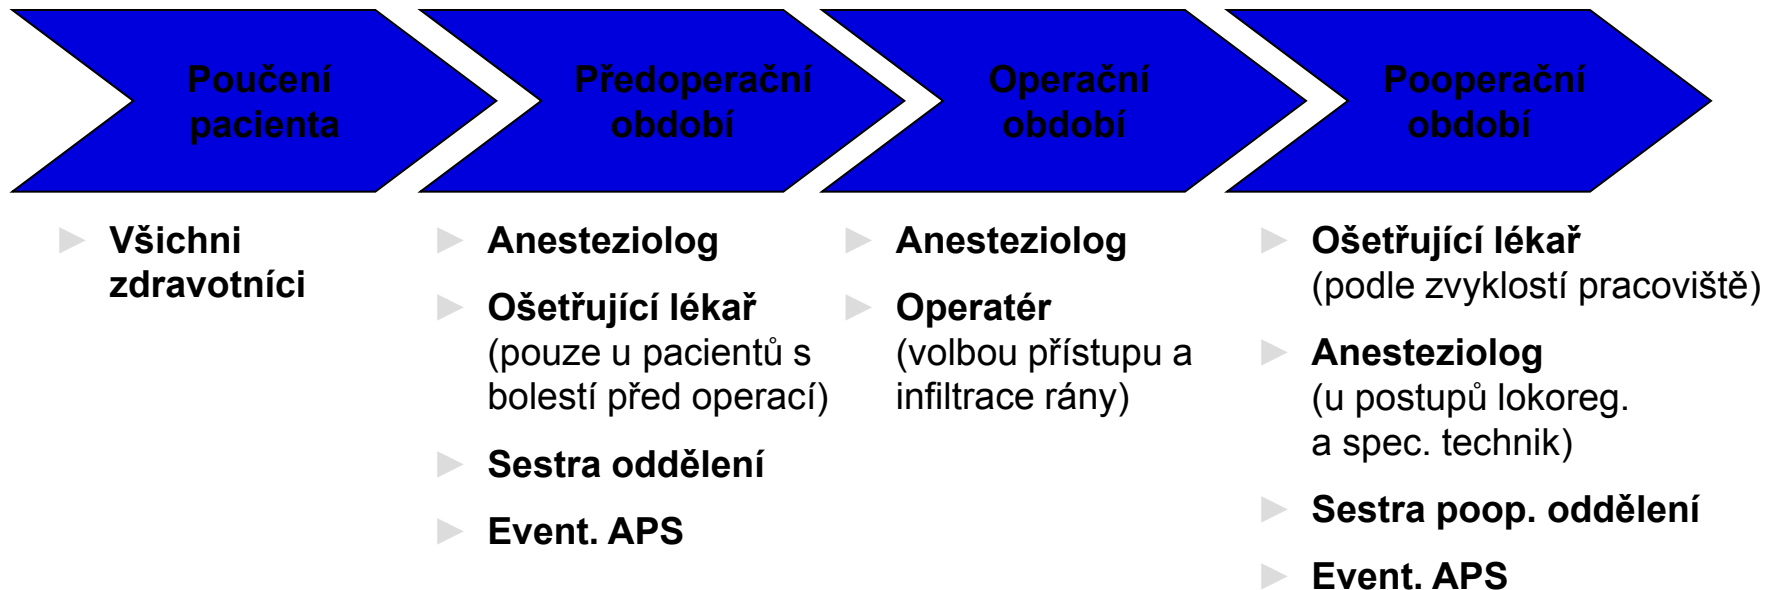 Poučení
pacienta
Předoperační
období
Operační
období
Pooperační
období
Všichni
zdravotníci
Anesteziolog
Ošetřující lékař
(pouze u pacientů s
bolestí před operací)
Sestra oddělení
Event. APS
Anesteziolog
Operatér
(volbou přístupu a
infiltrace rány)
Ošetřující lékař
(podle zvyklostí pracoviště)
Anesteziolog
(u postupů lokoreg.
a spec. technik)
Sestra poop. oddělení
Event. APS